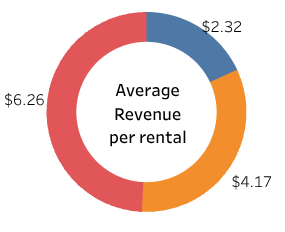 $2.32
$6.26
Average
Revenue
per rental
$4.17